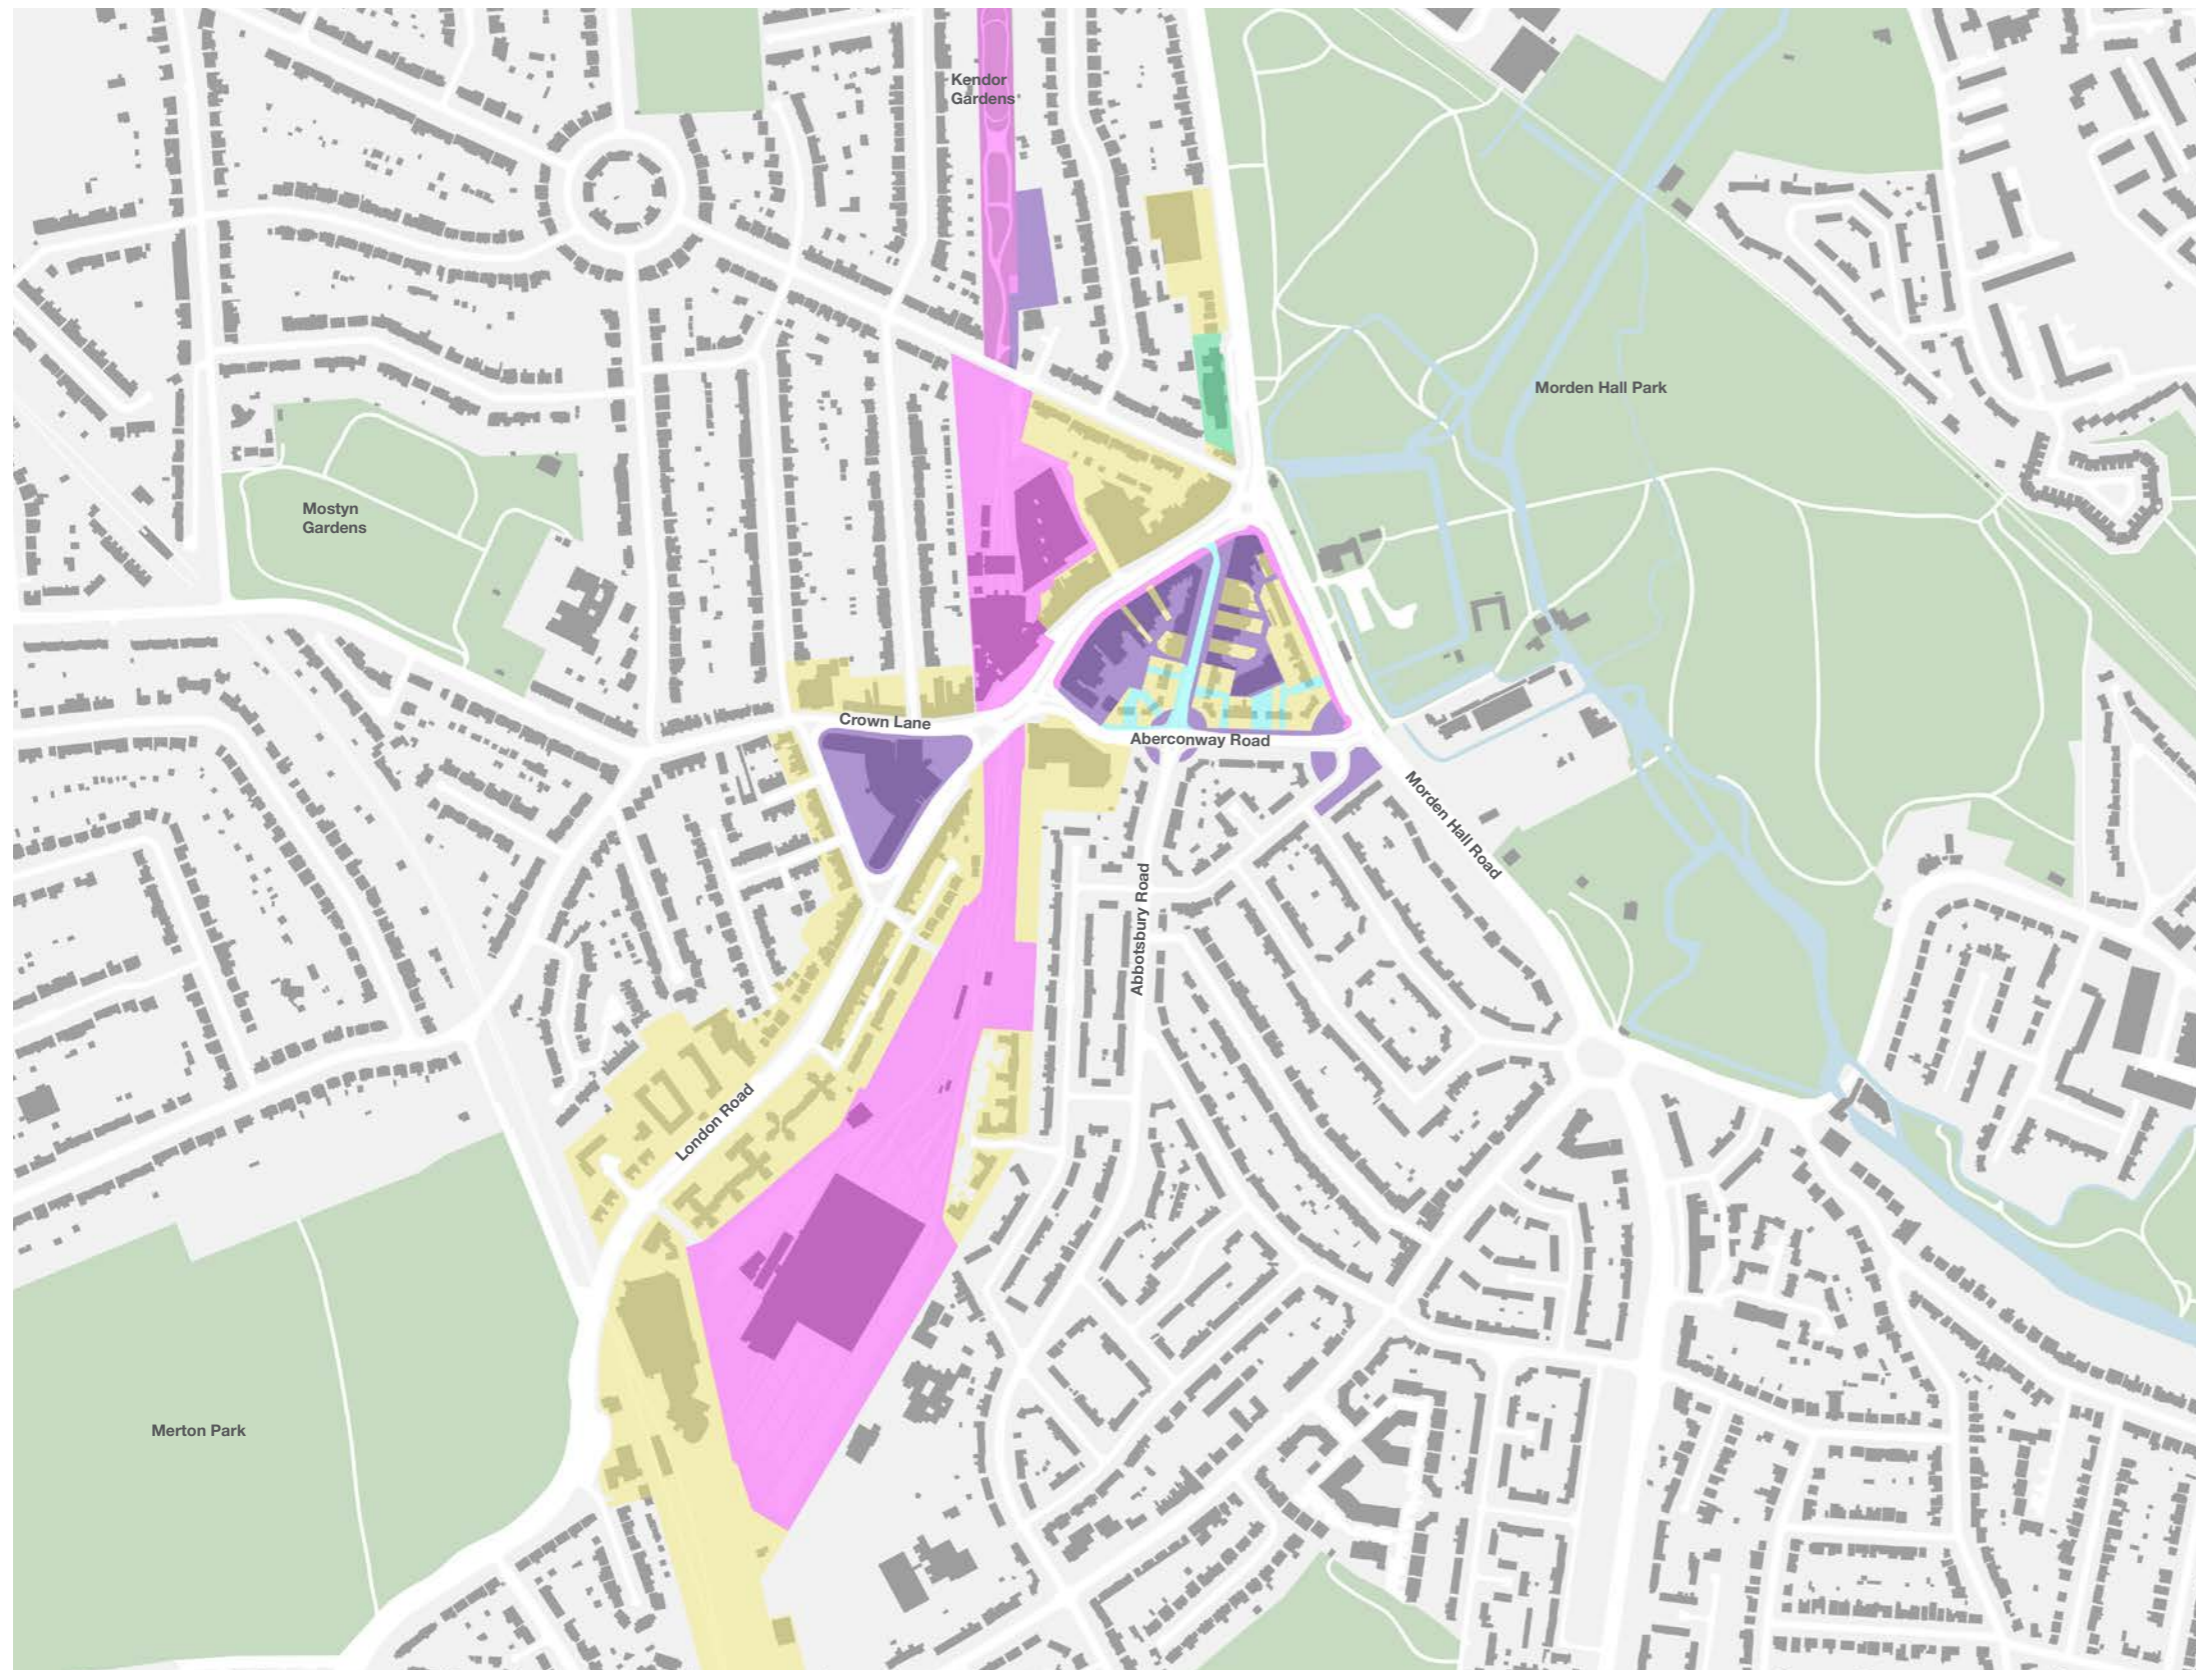 Kendor
Gardens
Morden Hall Park
Mostyn
Gardens
Crown Lane
Aberconway Road
Morden Hall Road
Abbotsbury Road
London Road
Merton Park